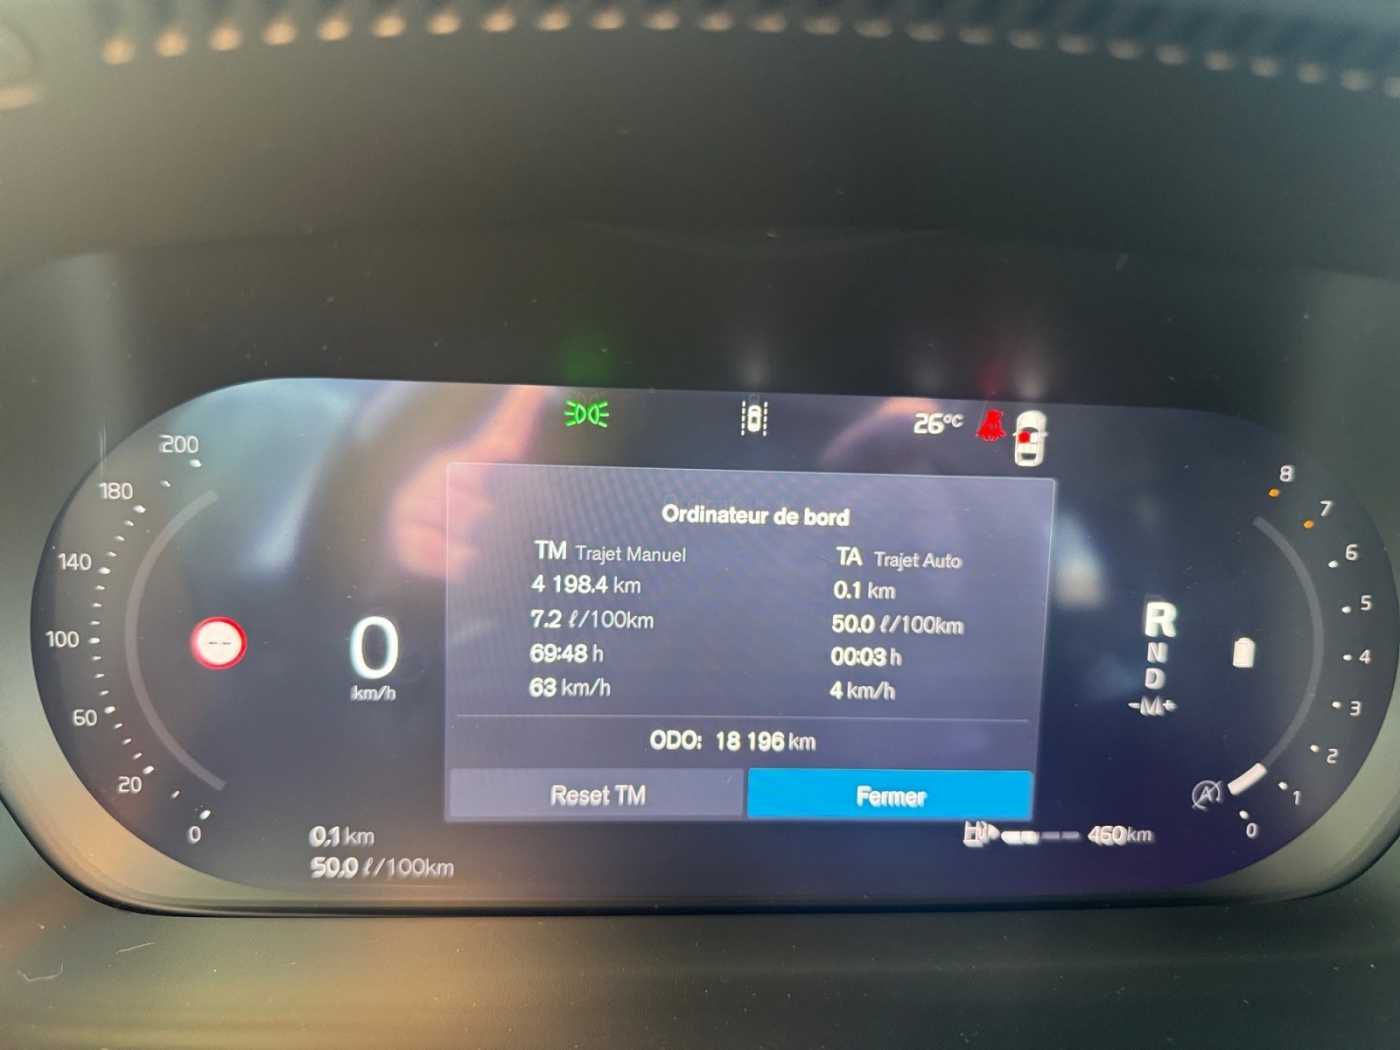 26°C
200
180
140
100
60
20
0
0
km/h
Ordinateur de bord
TM Trajet Manuel
4 198.4 km
7.2 ℓ/100km
69:48 h
63 km/h
TA Trajet Auto
0.1 km
50.0 ℓ/100km
00:03 h
4 km/h
ODO: 18 196 km
Reset TM
Fermer
R
N
D
-M+
8
7
6
5
4
3
2
1
0
A
0.1 km
50.0 ℓ/100km
460km